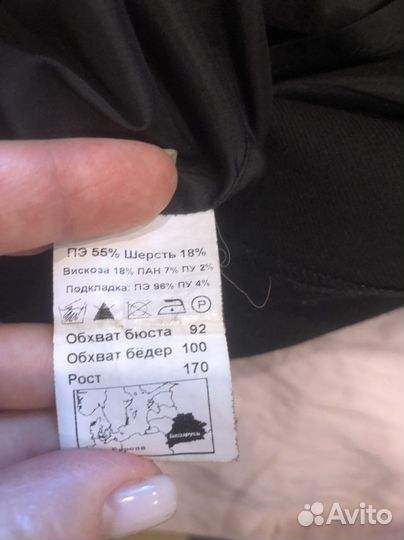 ПЭ 55% Шерсть 18%
Вискоза 18% ПАН 7% ПУ 2%
Подкладка: ПЭ 96% ПУ 4%
P
Обхват бюста 92
Обхват бёдер 100
Рост 170
Беларусь
Европа
Avito